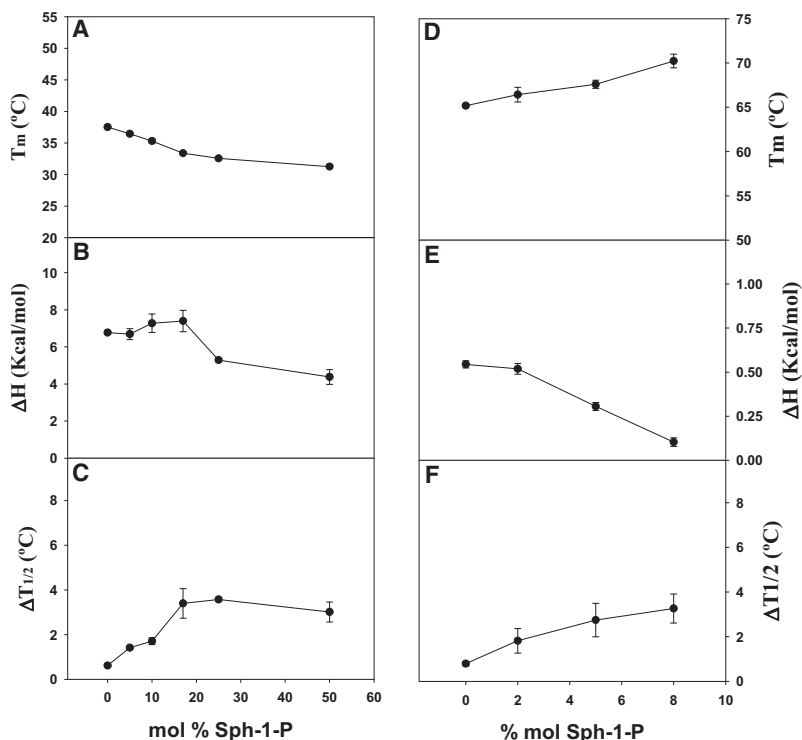 A
55
50
45
40
35
30
25
20
Tm (ºC)
B
10
8
6
4
2
0
ΔH (Kcal/mol)
C
8
6
4
2
0
ΔT1/2 (ºC)
0 10 20 30 40 50 60
mol % Sph-1-P
D
75
70
65
60
55
50
Tm (ºC)
E
1.00
0.75
0.50
0.25
0.00
ΔH (Kcal/mol)
F
8
6
4
2
0
ΔT1/2 (ºC)
0 2 4 6 8 10
% mol Sph-1-P